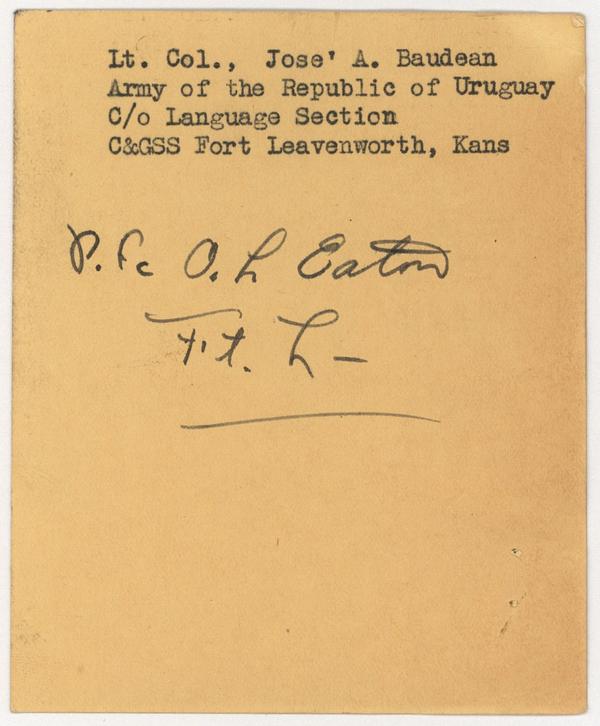 Lt. Col., Jose' A. Baudean
Army of the Republic of Uruguay
C/o Language Section
C&GSS Fort Leavenworth, Kans
P.fc O. L Eaton
Ft. L—